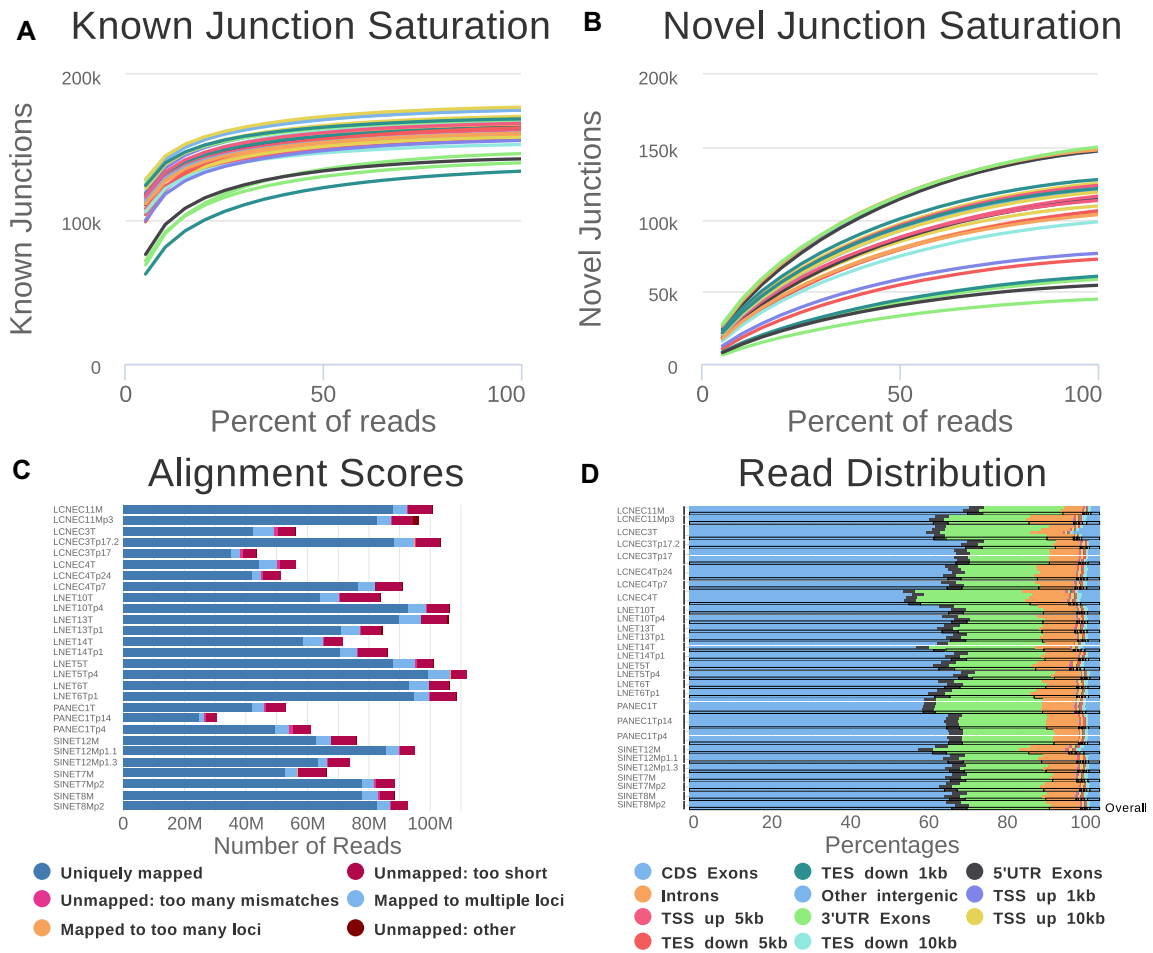 A Known Junction Saturation
200k
100k
0
Known Junctions
0 50 100
Percent of reads
B Novel Junction Saturation
200k
150k
100k
50k
0
Novel Junctions
0 50 100
Percent of reads
C Alignment Scores
LCNEC11M
LCNEC11Mp3
LCNEC3T
LCNEC3Tp17.2
LCNEC3Tp17
LCNEC4T
LCNEC4Tp24
LCNEC4Tp7
LNET10T
LNET10Tp4
LNET13T
LNET13Tp1
LNET14T
LNET14Tp1
LNET5T
LNET5Tp4
LNET6T
LNET6Tp1
PANEC1T
PANEC1Tp14
PANEC1Tp4
SINET12M
SINET12Mp1.1
SINET12Mp1.3
SINET7M
SINET7Mp2
SINET8M
SINET8Mp2
0 20M 40M 60M 80M 100M
Number of Reads
Uniquely mapped
Unmapped: too many mismatches
Mapped to too many loci
Unmapped: too short
Mapped to multiple loci
Unmapped: other
D Read Distribution
LCNEC11M
LCNEC11Mp3
LCNEC3T
LCNEC3Tp17.2
LCNEC3Tp17
LCNEC4Tp24
LCNEC4Tp7
LCNEC4T
LNET10T
LNET10Tp4
LNET13T
LNET13Tp1
LNET14T
LNET14Tp1
LNET5T
LNET5Tp4
LNET6T
LNET6Tp1
PANEC1T
PANEC1Tp14
PANEC1Tp4
SINET12M
SINET12Mp1.1
SINET12Mp1.3
SINET7M
SINET7Mp2
SINET8M
SINET8Mp2
Overall
0 20 40 60 80 100
Percentages
CDS Exons
Introns
TSS up 5kb
TES down 5kb
TES down 1kb
Other intergenic
3'UTR Exons
TES down 10kb
5'UTR Exons
TSS up 1kb
TSS up 10kb